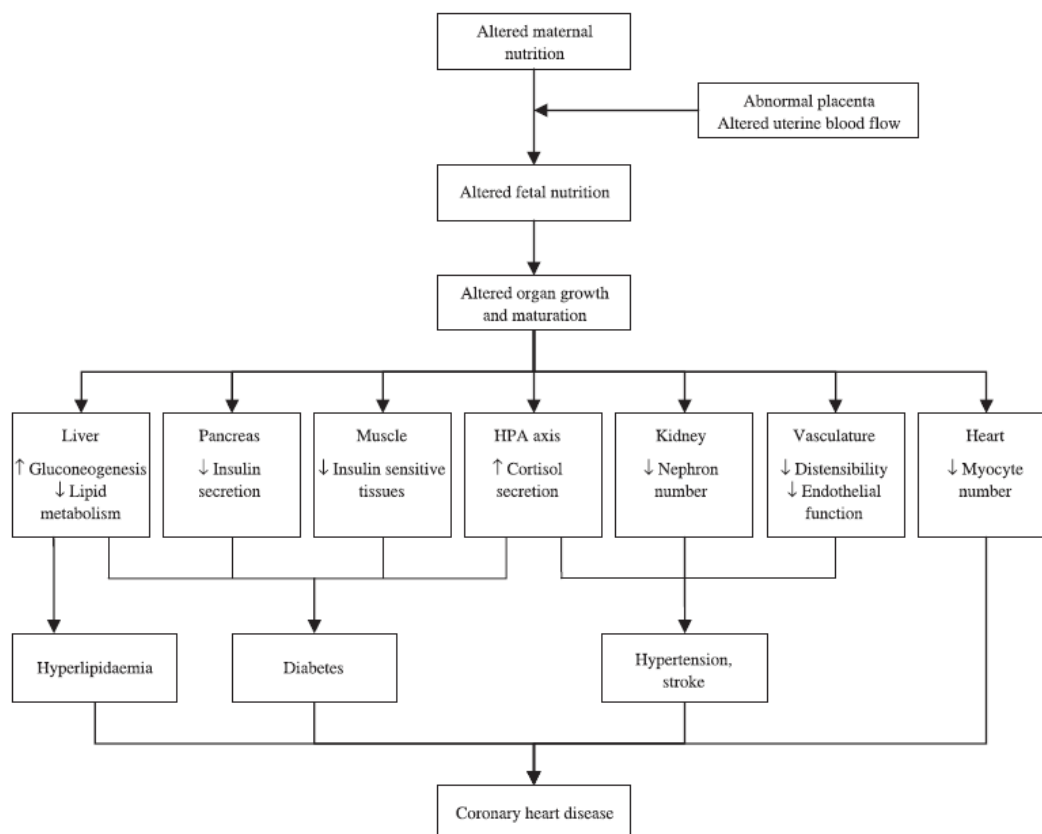 Altered maternal
nutrition
Abnormal placenta
Altered uterine blood flow
Altered fetal nutrition
Altered organ growth
and maturation
Liver
↑ Gluconeogenesis
↓ Lipid
metabolism
Pancreas
↓ Insulin
secretion
Muscle
↓ Insulin sensitive
tissues
HPA axis
↑ Cortisol
secretion
Kidney
↓ Nephron
number
Vasculature
↓ Distensibility
↓ Endothelial
function
Heart
↓ Myocyte
number
Hyperlipidaemia
Diabetes
Hypertension,
stroke
Coronary heart disease